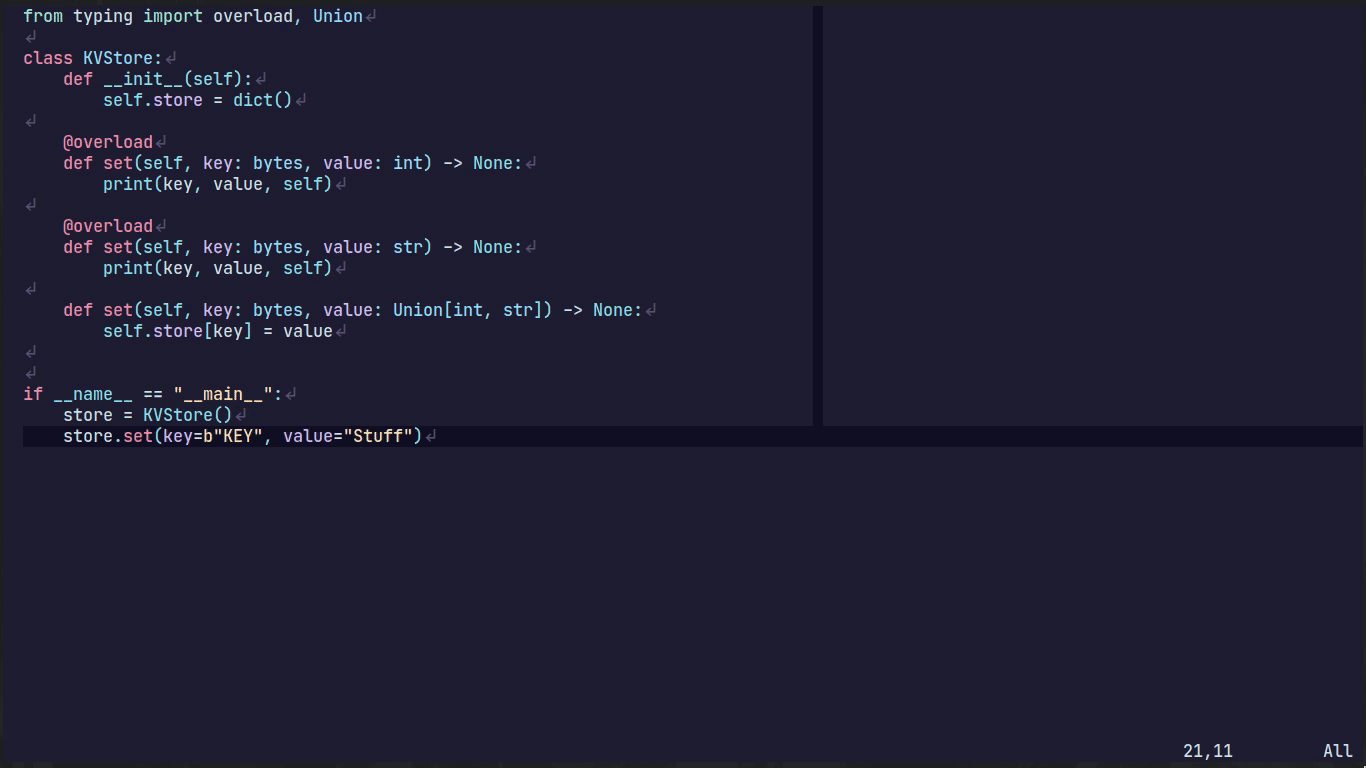 from typing import overload, Union↲
↲
class KVStore:↲
    def __init__(self):↲
        self.store = dict()↲
↲
    @overload↲
    def set(self, key: bytes, value: int) -> None:↲
        print(key, value, self)↲
↲
    @overload↲
    def set(self, key: bytes, value: str) -> None:↲
        print(key, value, self)↲
↲
    def set(self, key: bytes, value: Union[int, str]) -> None:↲
        self.store[key] = value↲
↲
↲
if __name__ == "__main__":↲
    store = KVStore()↲
    store.set(key=b"KEY", value="Stuff")↲
21,11 All